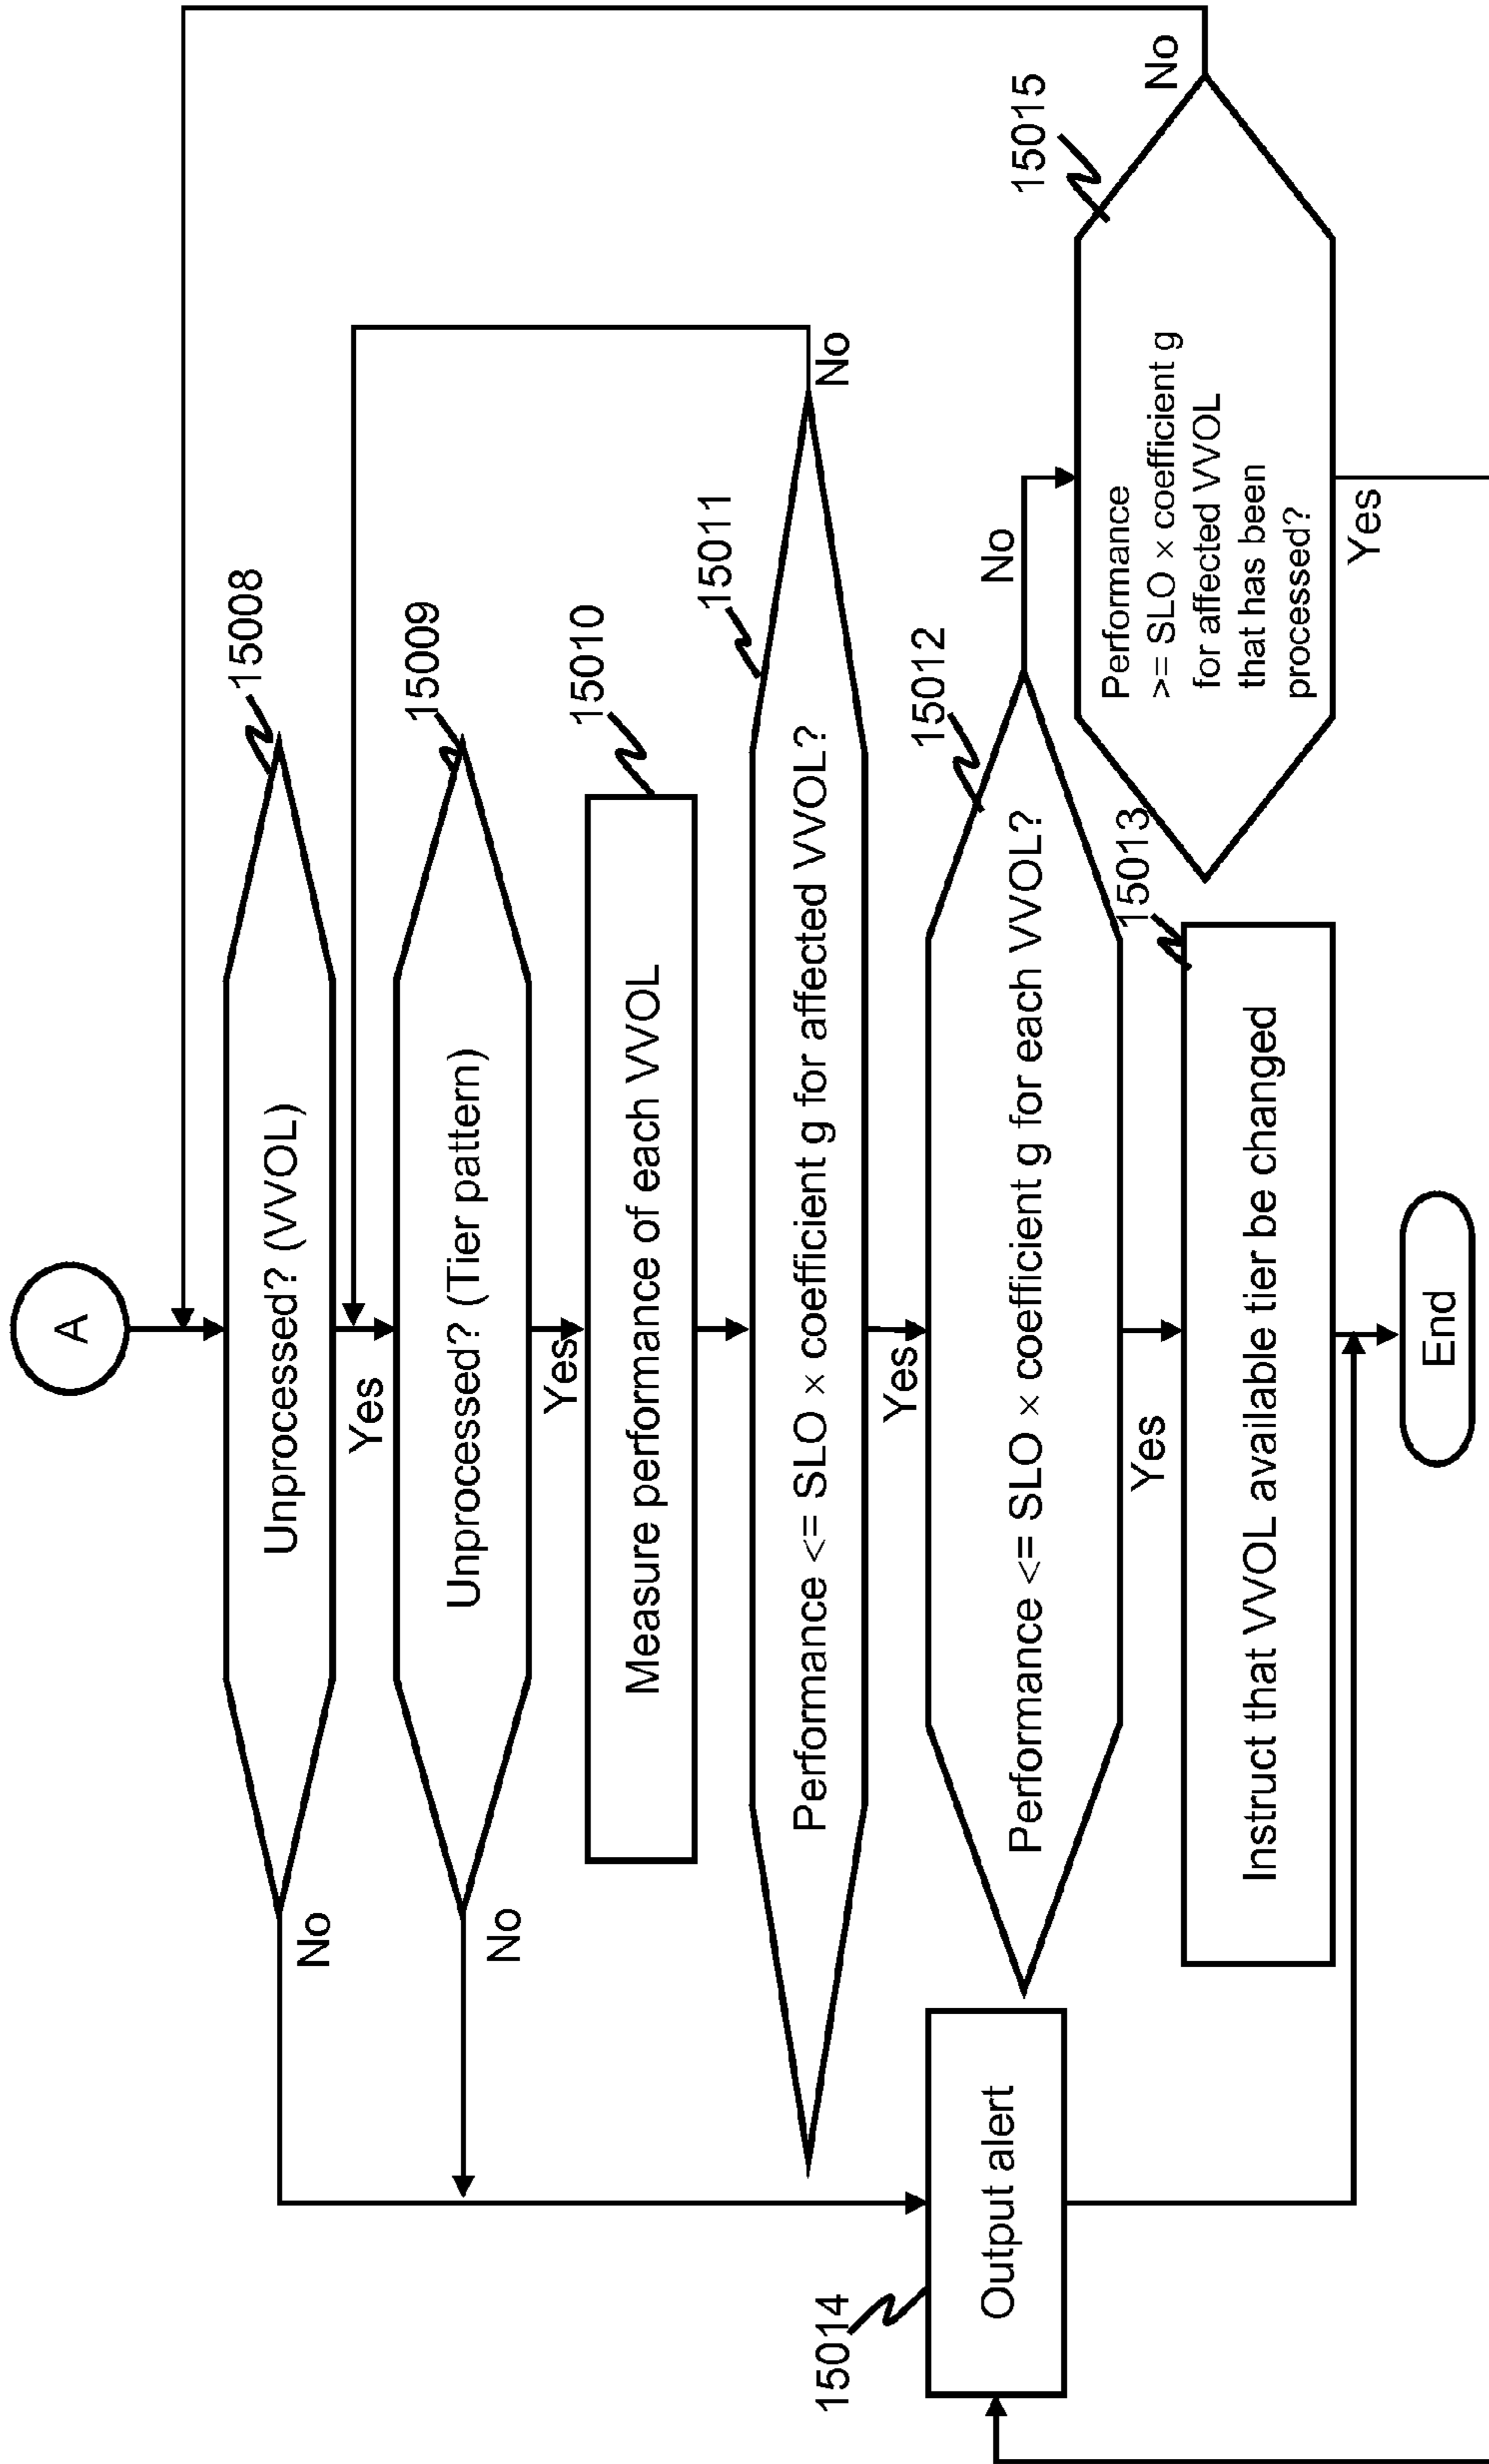 A
15008
Unprocessed? (VVOL)
No
Yes
15009
Unprocessed? (Tier pattern)
No
Yes
15010
Measure performance of each VVOL
15011
Performance <= SLO × coefficient g for affected VVOL?
No
Yes
15012
Performance <= SLO × coefficient g for each VVOL?
No
Yes
15015
Performance
>= SLO × coefficient g
for affected VVOL
that has been
processed?
No
Yes
15013
Instruct that VVOL available tier be changed
15014
Output alert
End